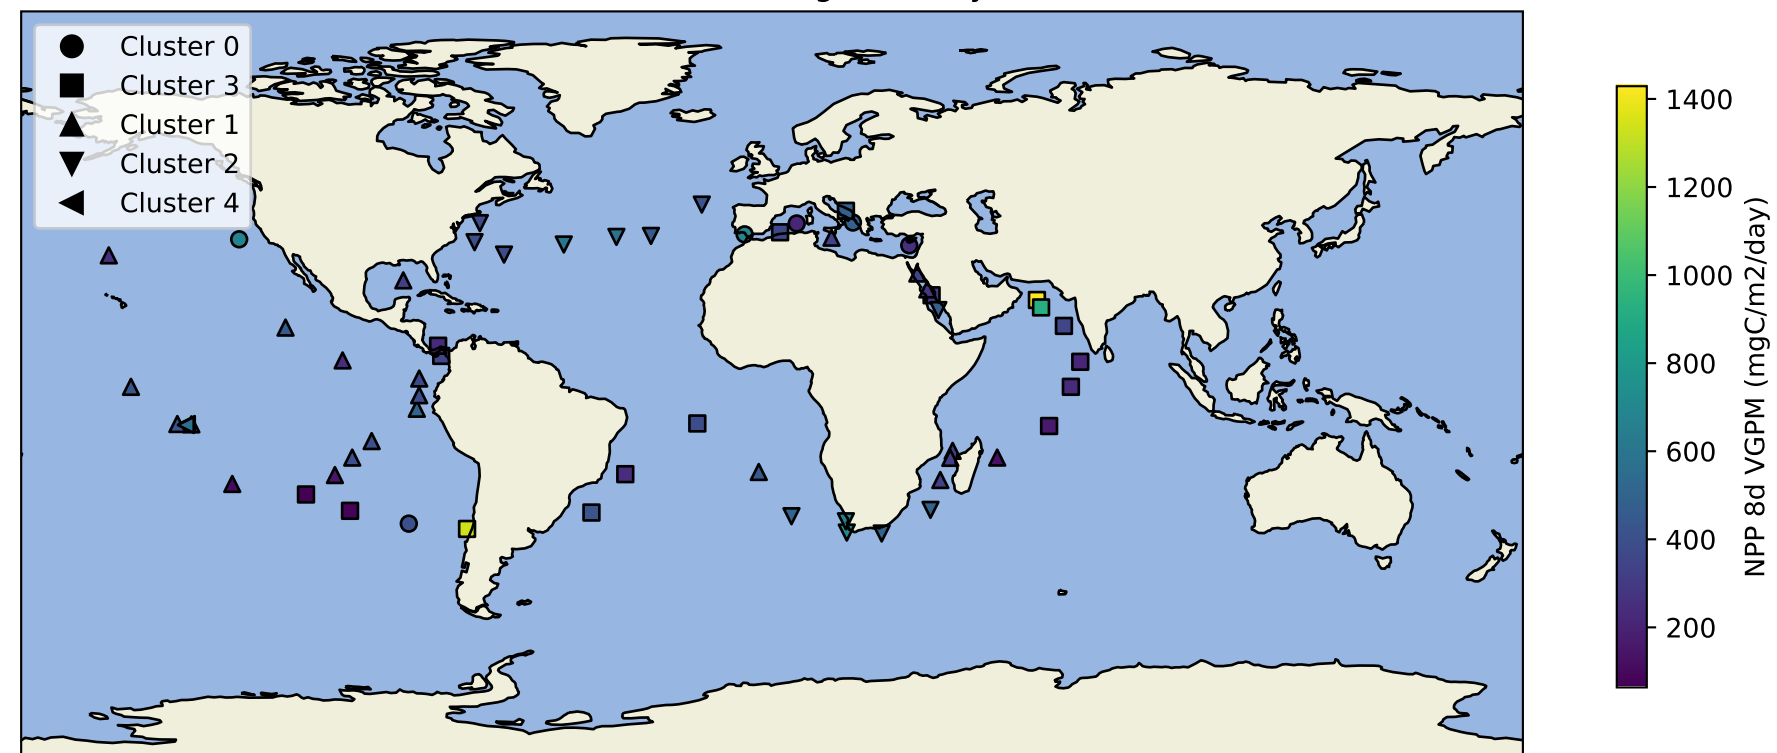 Cluster 0
Cluster 3
Cluster 1
Cluster 2
Cluster 4
1400
1200
1000
800
600
400
200
NPP 8d VGPM (mgC/m2/day)